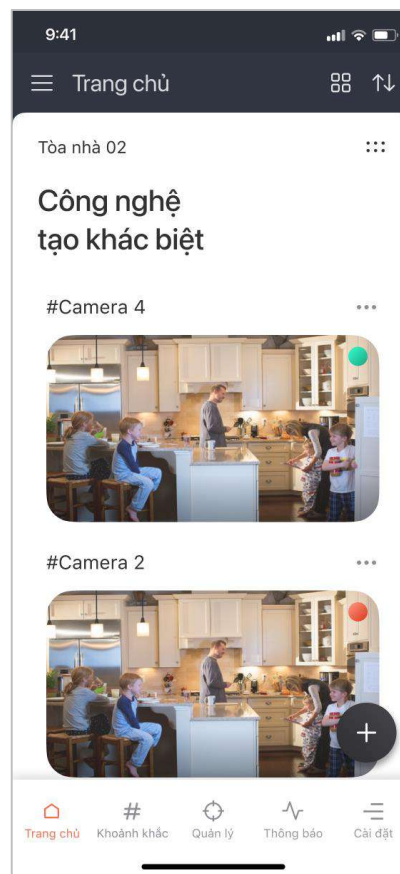 9:41
Trang chủ
Tòa nhà 02
Công nghệ
tạo khác biệt
#Camera 4
#Camera 2
Trang chủ
Khoảnh khắc
Quản lý
Thông báo
Cài đặt